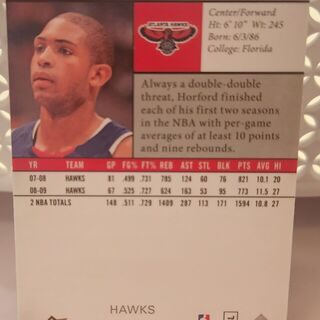 Center/Forward
Ht: 6' 10" Wt: 245
Born: 6/3/86
College: Florida
ATLANTA HAWKS
Always a double-double
threat, Horford finished
each of his first two seasons
in the NBA with per-game
averages of at least 10 points
and nine rebounds.
YR TEAM GP FG% FT% REB AST STL BLK PTS AVG HI
07-08 HAWKS 81 .499 .731 785 124 60 76 821 10.1 20
08-09 HAWKS 67 .525 .727 624 163 53 95 773 11.5 27
2 NBA TOTALS 148 .511 .729 1409 287 113 171 1594 10.8 27
HAWKS